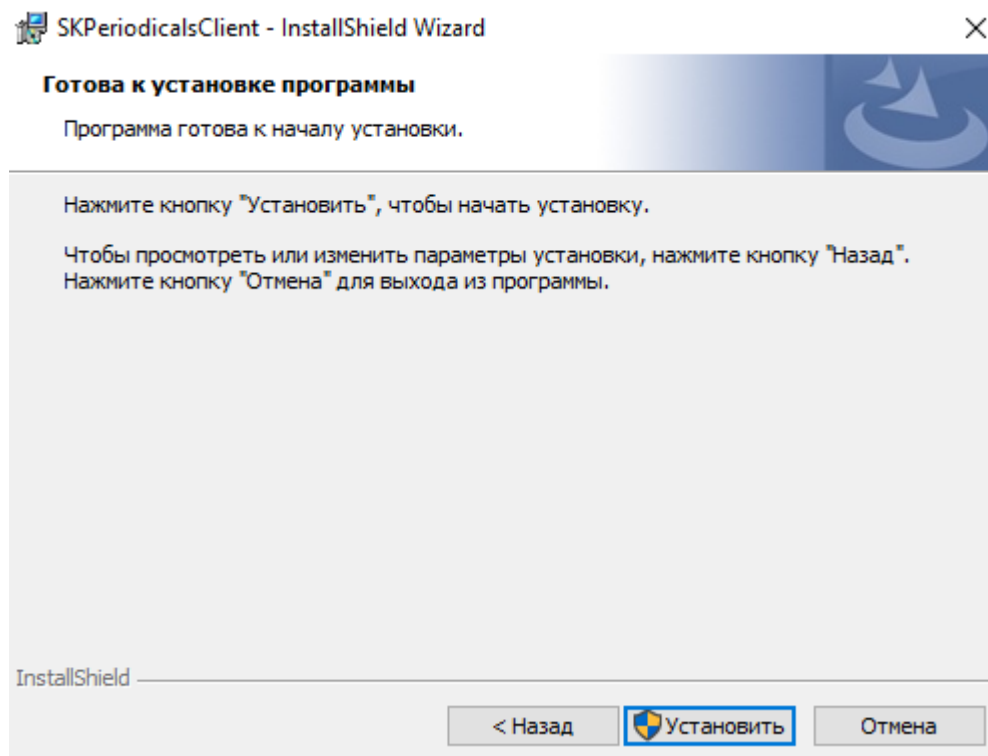 SKPeriodicalsClient - InstallShield Wizard
Готова к установке программы
Программа готова к началу установки.
Нажмите кнопку "Установить", чтобы начать установку.
Чтобы просмотреть или изменить параметры установки, нажмите кнопку "Назад".
Нажмите кнопку "Отмена" для выхода из программы.
InstallShield
< Назад
Установить
Отмена